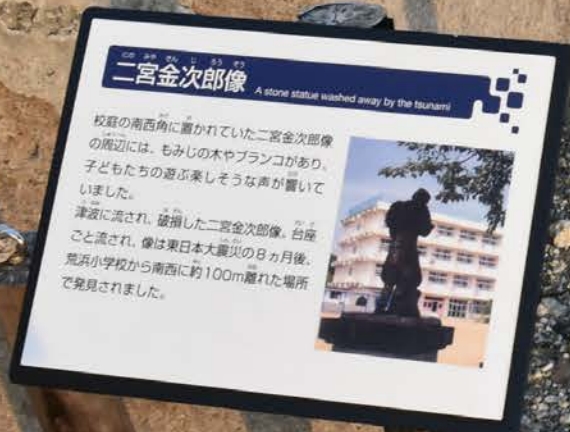 二宮金次郎像
A stone statue washed away by the tsunami
校庭の南西角に置かれていた二宮金次郎像
の周辺には、もみじの木やブランコがあり、
子どもたちの遊ぶ楽しそうな声が響いて
いました。
津波に流され、破損した二宮金次郎像。台座
ごと流され、像は東日本大震災の8ヵ月後、
荒浜小学校から南西に約100m離れた場所
で発見されました。